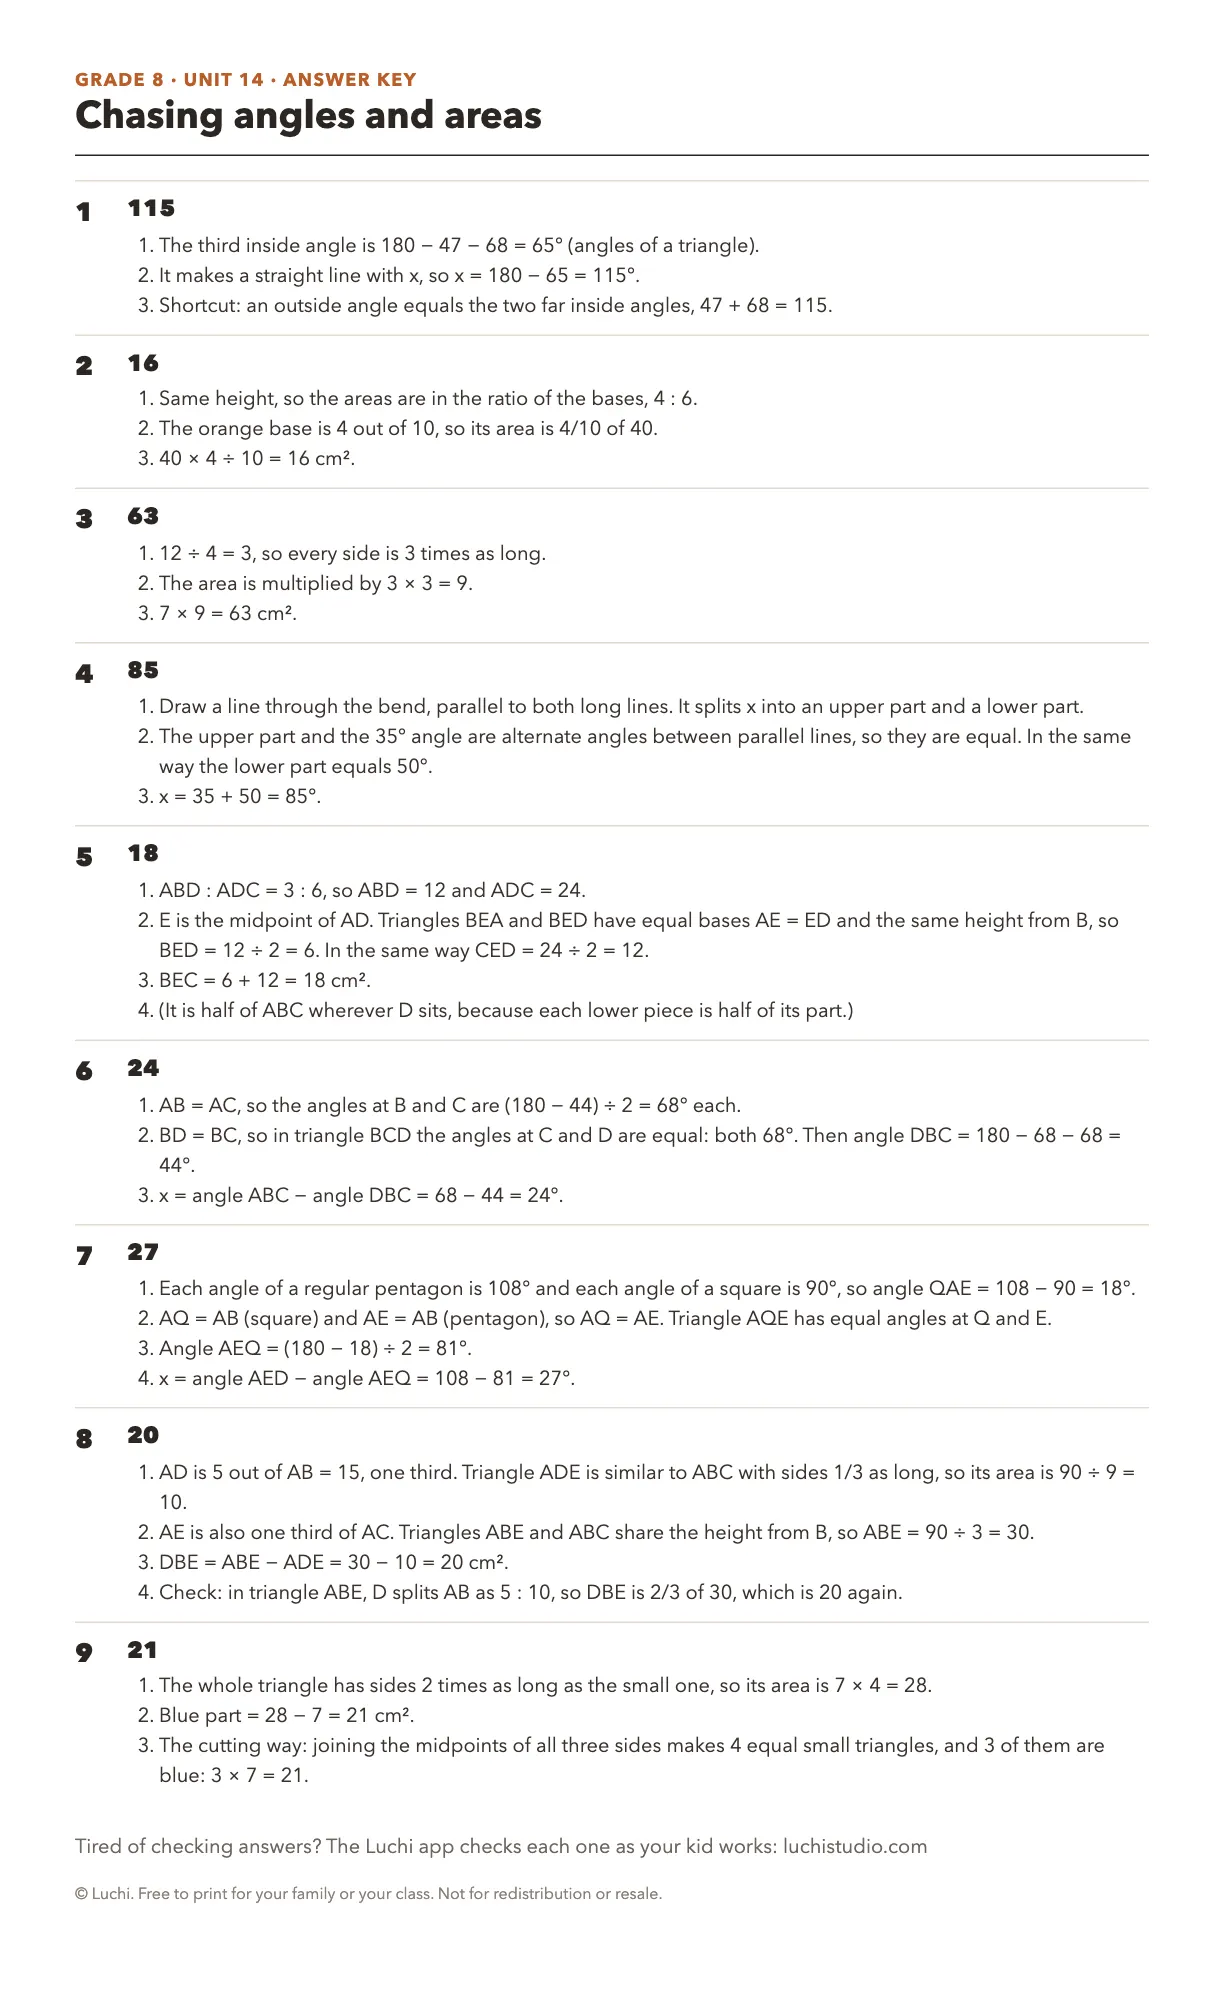 GRADE 8 · UNIT 14 · ANSWER KEY
Chasing angles and areas
1 115
1. The third inside angle is 180 − 47 − 68 = 65° (angles of a triangle).
2. It makes a straight line with x, so x = 180 − 65 = 115°.
3. Shortcut: an outside angle equals the two far inside angles, 47 + 68 = 115.
2 16
1. Same height, so the areas are in the ratio of the bases, 4 : 6.
2. The orange base is 4 out of 10, so its area is 4/10 of 40.
3. 40 × 4 ÷ 10 = 16 cm².
3 63
1. 12 ÷ 4 = 3, so every side is 3 times as long.
2. The area is multiplied by 3 × 3 = 9.
3. 7 × 9 = 63 cm².
4 85
1. Draw a line through the bend, parallel to both long lines. It splits x into an upper part and a lower part.
2. The upper part and the 35° angle are alternate angles between parallel lines, so they are equal. In the same
way the lower part equals 50°.
3. x = 35 + 50 = 85°.
5 18
1. ABD : ADC = 3 : 6, so ABD = 12 and ADC = 24.
2. E is the midpoint of AD. Triangles BEA and BED have equal bases AE = ED and the same height from B, so
BED = 12 ÷ 2 = 6. In the same way CED = 24 ÷ 2 = 12.
3. BEC = 6 + 12 = 18 cm².
4. (It is half of ABC wherever D sits, because each lower piece is half of its part.)
6 24
1. AB = AC, so the angles at B and C are (180 − 44) ÷ 2 = 68° each.
2. BD = BC, so in triangle BCD the angles at C and D are equal: both 68°. Then angle DBC = 180 − 68 − 68 =
44°.
3. x = angle ABC − angle DBC = 68 − 44 = 24°.
7 27
1. Each angle of a regular pentagon is 108° and each angle of a square is 90°, so angle QAE = 108 − 90 = 18°.
2. AQ = AB (square) and AE = AB (pentagon), so AQ = AE. Triangle AQE has equal angles at Q and E.
3. Angle AEQ = (180 − 18) ÷ 2 = 81°.
4. x = angle AED − angle AEQ = 108 − 81 = 27°.
8 20
1. AD is 5 out of AB = 15, one third. Triangle ADE is similar to ABC with sides 1/3 as long, so its area is 90 ÷ 9 =
10.
2. AE is also one third of AC. Triangles ABE and ABC share the height from B, so ABE = 90 ÷ 3 = 30.
3. DBE = ABE − ADE = 30 − 10 = 20 cm².
4. Check: in triangle ABE, D splits AB as 5 : 10, so DBE is 2/3 of 30, which is 20 again.
9 21
1. The whole triangle has sides 2 times as long as the small one, so its area is 7 × 4 = 28.
2. Blue part = 28 − 7 = 21 cm².
3. The cutting way: joining the midpoints of all three sides makes 4 equal small triangles, and 3 of them are
blue: 3 × 7 = 21.
Tired of checking answers? The Luchi app checks each one as your kid works: luchistudio.com
© Luchi. Free to print for your family or your class. Not for redistribution or resale.